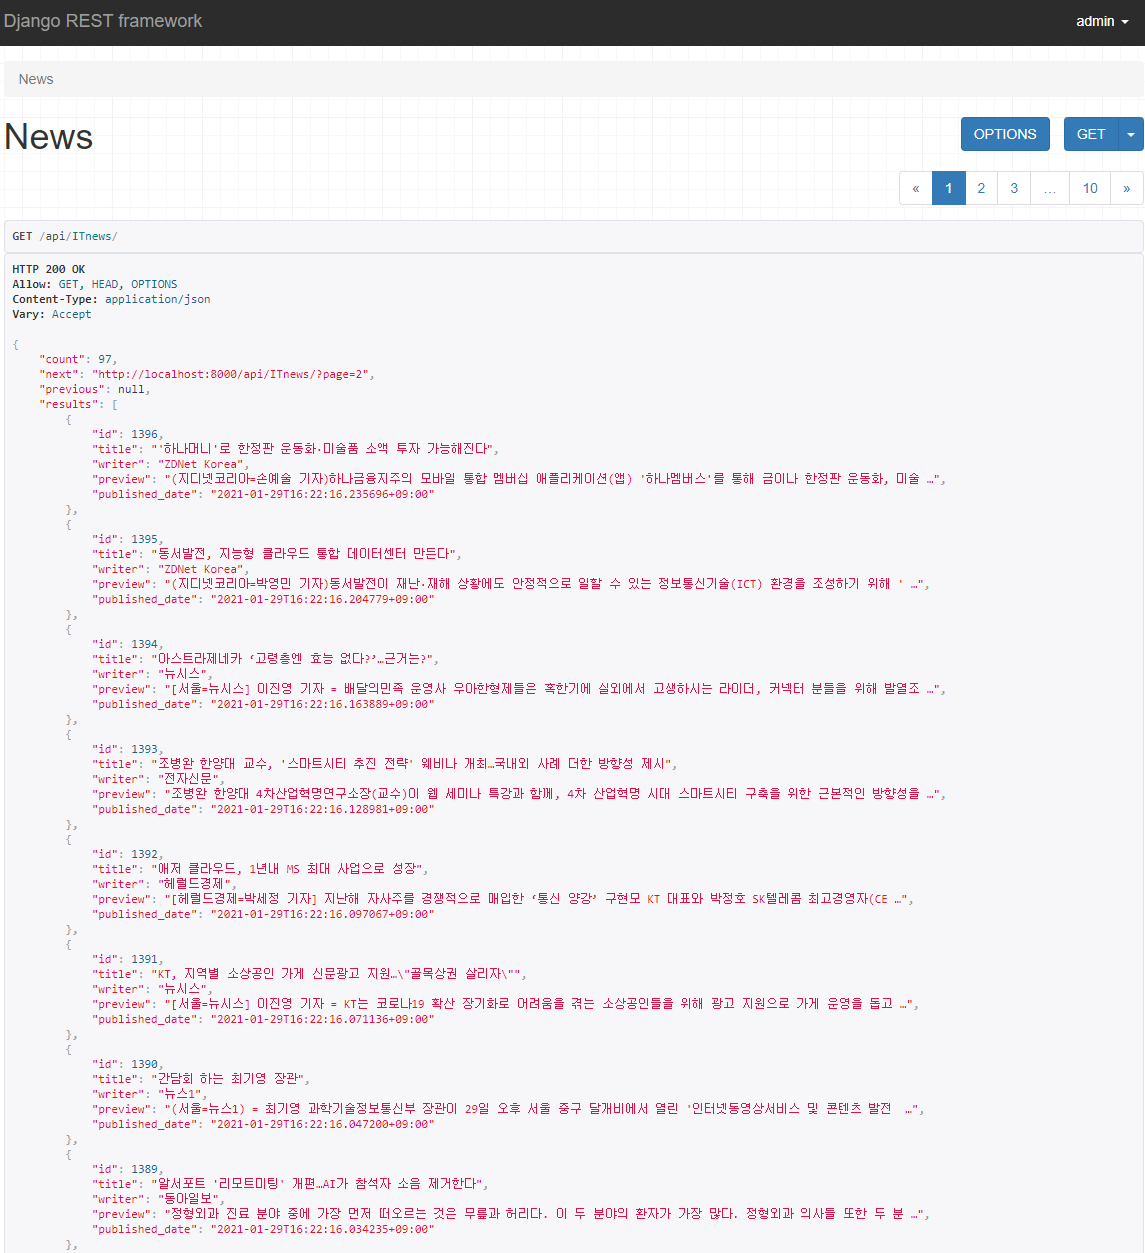 Django REST framework
admin
News
News
OPTIONS
GET
« 1 2 3 … 10 »
GET /api/ITnews/
HTTP 200 OK
Allow: GET, HEAD, OPTIONS
Content-Type: application/json
Vary: Accept
{
"count": 97,
"next": "http://localhost:8000/api/ITnews/?page=2",
"previous": null,
"results": [
{
"id": 1396,
"title": "'하나머니'로 한정판 운동화·미술품 소액 투자 가능해진다",
"writer": "ZDNet Korea",
"preview": "(지디넷코리아=손예술 기자)하나금융지주의 모바일 통합 멤버십 애플리케이션(앱) '하나멤버스'를 통해 금이나 한정판 운동화, 미술 …",
"published_date": "2021-01-29T16:22:16.235696+09:00"
},
{
"id": 1395,
"title": "동서발전, 지능형 클라우드 통합 데이터센터 만든다",
"writer": "ZDNet Korea",
"preview": "(지디넷코리아=박영민 기자)동서발전이 재난·재해 상황에도 안정적으로 일할 수 있는 정보통신기술(ICT) 환경을 조성하기 위해 ' …",
"published_date": "2021-01-29T16:22:16.204779+09:00"
},
{
"id": 1394,
"title": "아스트라제네카 ‘고령층엔 효능 없다?’…근거는?",
"writer": "뉴시스",
"preview": "[서울=뉴시스] 이진영 기자 = 배달의민족 운영사 우아한형제들은 혹한기에 실외에서 고생하시는 라이더, 커넥터 분들을 위해 발열조 …",
"published_date": "2021-01-29T16:22:16.163889+09:00"
},
{
"id": 1393,
"title": "조병완 한양대 교수, '스마트시티 추진 전략' 웨비나 개최…국내외 사례 더한 방향성 제시",
"writer": "전자신문",
"preview": "조병완 한양대 4차산업혁명연구소장(교수)이 웹 세미나 특강과 함께, 4차 산업혁명 시대 스마트시티 구축을 위한 근본적인 방향성을 …",
"published_date": "2021-01-29T16:22:16.128981+09:00"
},
{
"id": 1392,
"title": "애저 클라우드, 1년내 MS 최대 사업으로 성장",
"writer": "헤럴드경제",
"preview": "[헤럴드경제=박세정 기자] 지난해 자사주를 경쟁적으로 매입한 ‘통신 양강’ 구현모 KT 대표와 박정호 SK텔레콤 최고경영자(CE …",
"published_date": "2021-01-29T16:22:16.097067+09:00"
},
{
"id": 1391,
"title": "KT, 지역별 소상공인 가게 신문광고 지원…\"골목상권 살리자\"",
"writer": "뉴시스",
"preview": "[서울=뉴시스] 이진영 기자 = KT는 코로나19 확산 장기화로 어려움을 겪는 소상공인들을 위해 광고 지원으로 가게 운영을 돕고 …",
"published_date": "2021-01-29T16:22:16.071136+09:00"
},
{
"id": 1390,
"title": "간담회 하는 최기영 장관",
"writer": "뉴스1",
"preview": "(서울=뉴스1) = 최기영 과학기술정보통신부 장관이 29일 오후 서울 중구 달개비에서 열린 '인터넷동영상서비스 및 콘텐츠 발전  …",
"published_date": "2021-01-29T16:22:16.047200+09:00"
},
{
"id": 1389,
"title": "알서포트 '리모트미팅' 개편…AI가 참석자 소음 제거한다",
"writer": "동아일보",
"preview": "정형외과 진료 분야 중에 가장 먼저 떠오르는 것은 무릎과 허리다. 이 두 분야의 환자가 가장 많다. 정형외과 의사들 또한 두 분 …",
"published_date": "2021-01-29T16:22:16.034235+09:00"
},